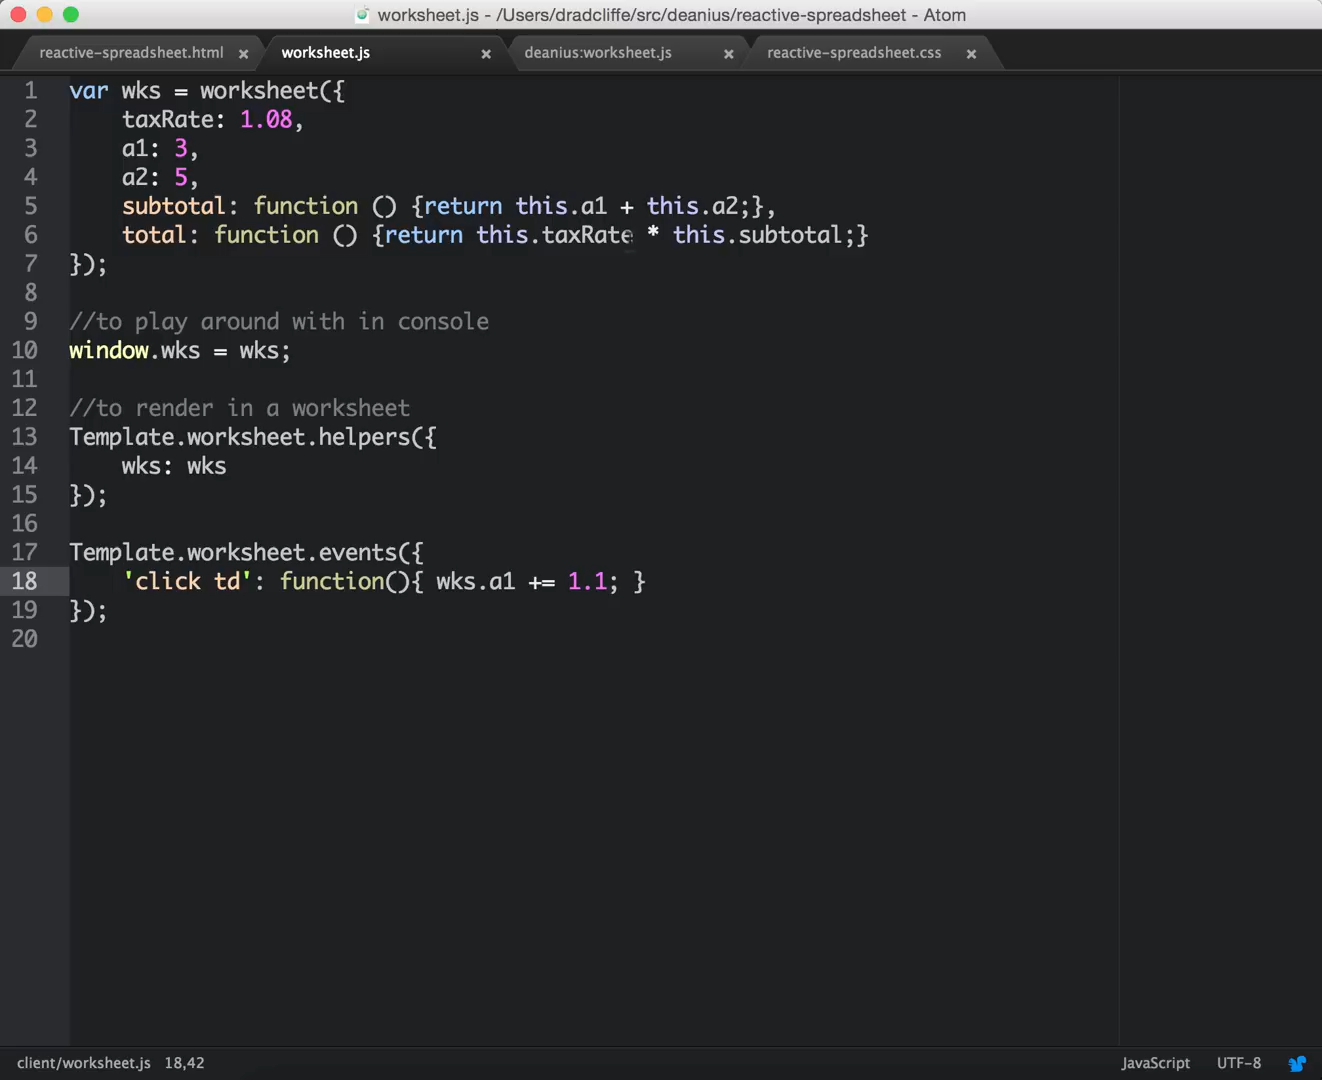 worksheet.js - /Users/dradcliffe/src/deanius/reactive-spreadsheet - Atom
reactive-spreadsheet.html × worksheet.js × deanius:worksheet.js × reactive-spreadsheet.css ×
1 var wks = worksheet({
2     taxRate: 1.08,
3     a1: 3,
4     a2: 5,
5     subtotal: function () {return this.a1 + this.a2;},
6     total: function () {return this.taxRate * this.subtotal;}
7 });
8
9 //to play around with in console
10 window.wks = wks;
11
12 //to render in a worksheet
13 Template.worksheet.helpers({
14     wks: wks
15 });
16
17 Template.worksheet.events({
18     'click td': function(){ wks.a1 += 1.1; }
19 });
20
client/worksheet.js 18,42 JavaScript UTF-8